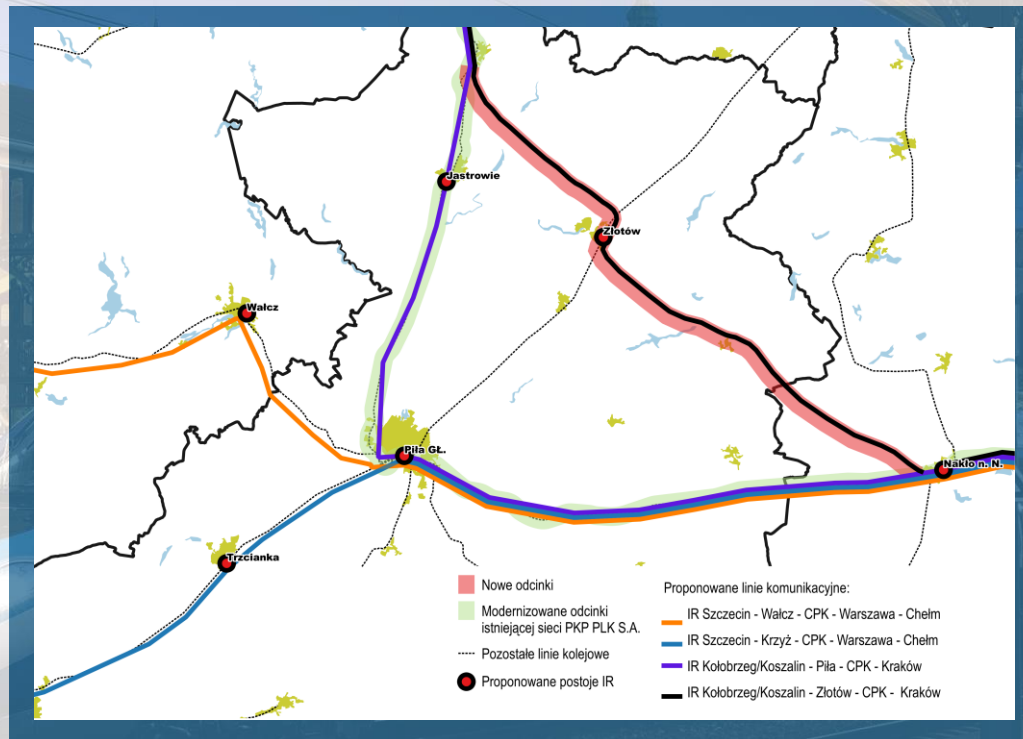 Jastrowie
Złotów
Wałcz
Piła GŁ.
Nakło n. N.
Trzcianka
Nowe odcinki
Modernizowane odcinki
istniejącej sieci PKP PLK S.A.
Pozostałe linie kolejowe
Proponowane postoje IR
Proponowane linie komunikacyjne:
IR Szczecin - Wałcz - CPK - Warszawa - Chełm
IR Szczecin - Krzyż - CPK - Warszawa - Chełm
IR Kołobrzeg/Koszalin - Piła - CPK - Kraków
IR Kołobrzeg/Koszalin - Złotów - CPK -  Kraków